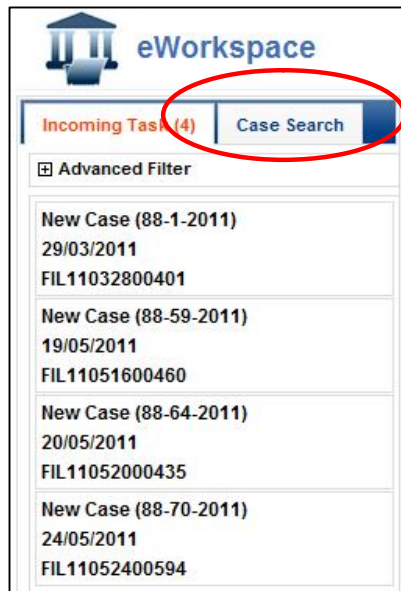 eWorkspace
Incoming Task (4) Case Search
Advanced Filter
New Case (88-1-2011)
29/03/2011
FIL11032800401
New Case (88-59-2011)
19/05/2011
FIL11051600460
New Case (88-64-2011)
20/05/2011
FIL11052000435
New Case (88-70-2011)
24/05/2011
FIL11052400594